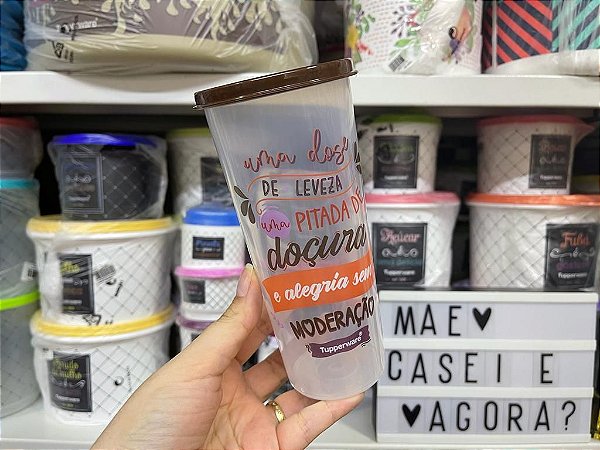 Tupperware
uma dose
DE LEVEZA
uma PITADA DE
doçura
e alegria sem
MODERAÇÃO
Tupperware
Açúcar
Tupperware
Fubá
Tupperware
MÃE♥
CASEI E
♥AGORA?